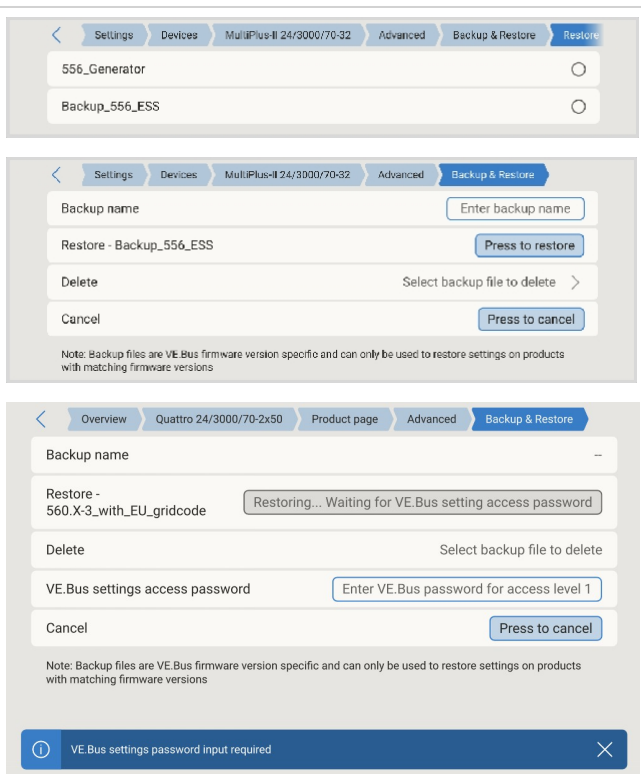 Settings Devices MultiPlus-II 24/3000/70-32 Advanced Backup & Restore Restore
556_Generator
Backup_556_ESS
Settings Devices MultiPlus-II 24/3000/70-32 Advanced Backup & Restore
Backup name Enter backup name
Restore - Backup_556_ESS Press to restore
Delete Select backup file to delete
Cancel Press to cancel
Note: Backup files are VE.Bus firmware version specific and can only be used to restore settings on products
with matching firmware versions
Overview Quattro 24/3000/70-2x50 Product page Advanced Backup & Restore
Backup name --
Restore -
560.X-3_with_EU_gridcode Restoring... Waiting for VE.Bus setting access password
Delete Select backup file to delete
VE.Bus settings access password Enter VE.Bus password for access level 1
Cancel Press to cancel
Note: Backup files are VE.Bus firmware version specific and can only be used to restore settings on products
with matching firmware versions
VE.Bus settings password input required